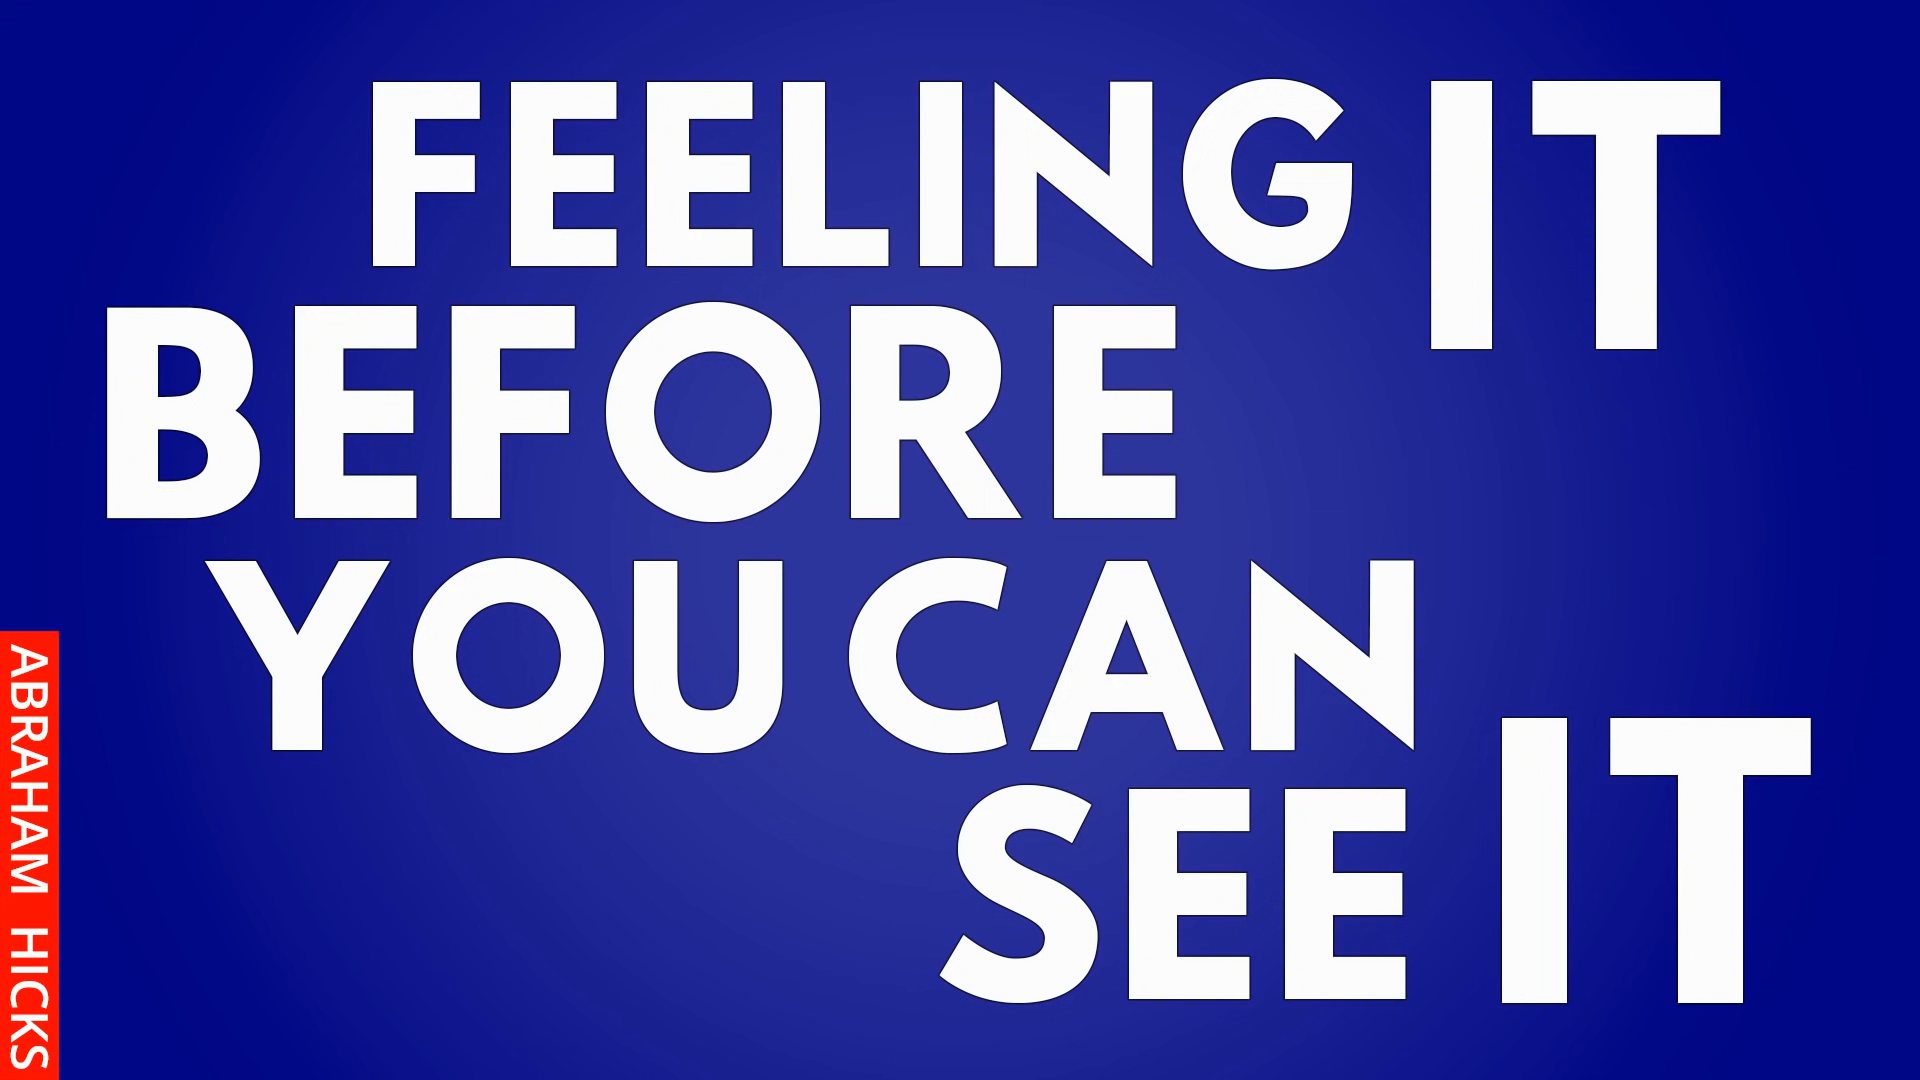 FEELING IT
BEFORE
YOU CAN
SEE IT
ABRAHAM HICKS